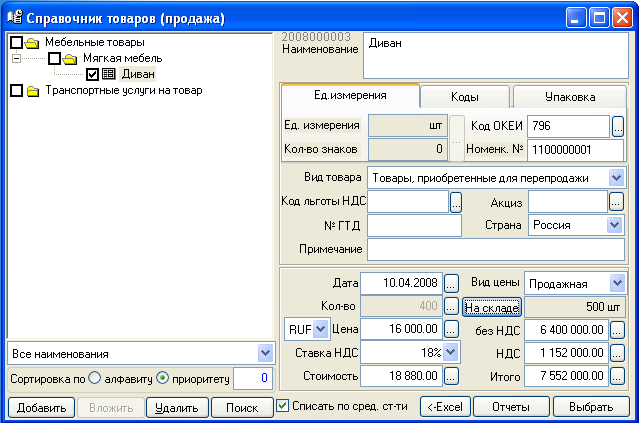 Справочник товаров (продажа)
Мебельные товары
Мягкая мебель
Диван
Транспортные услуги на товар
Все наименования
Сортировка по алфавиту приоритету 0
Добавить Вложить Удалить Поиск
2008000003
Наименование Диван
Ед.измерения Коды Упаковка
Ед. измерения шт ... Код ОКЕИ 796 ...
Кол-во знаков 0 Номенк. № 1100000001
Вид товара Товары, приобретенные для перепродажи
Код льготы НДС ... Акциз ...
№ ГТД Страна Россия
Примечание
Дата 10.04.2008 ... Вид цены Продажная
Кол-во 400 ... На складе 500 шт
RUR Цена 16 000.00 ... без НДС 6 400 000.00 ...
Ставка НДС 18% НДС 1 152 000.00 ...
Стоимость 18 880.00 ... Итого 7 552 000.00 ...
Списать по сред. ст-ти <-Excel Отчеты Выбрать